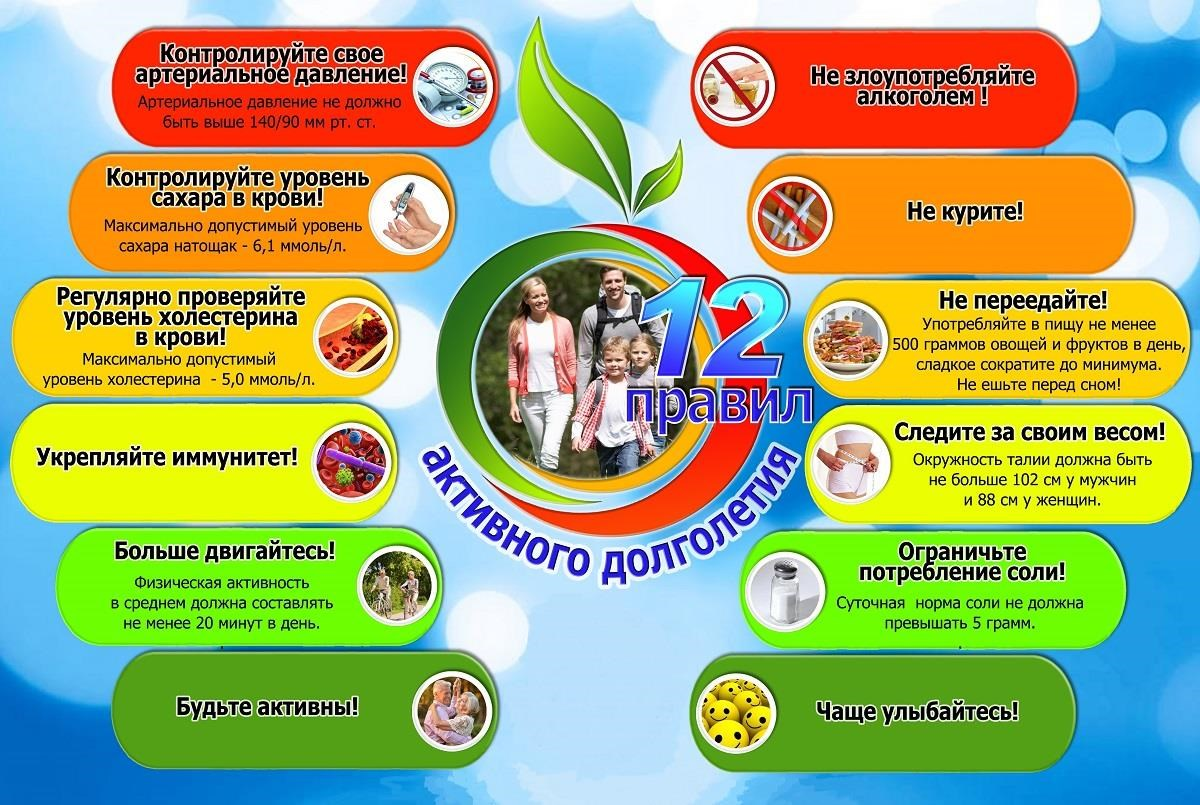 Контролируйте свое
артериальное давление!
Артериальное давление не должно
быть выше 140/90 мм рт. ст.
Контролируйте уровень
сахара в крови!
Максимально допустимый уровень
сахара натощак - 6,1 ммоль/л.
Регулярно проверяйте
уровень холестерина
в крови!
Максимально допустимый
уровень холестерина - 5,0 ммоль/л.
Укрепляйте иммунитет!
Больше двигайтесь!
Физическая активность
в среднем должна составлять
не менее 20 минут в день.
Будьте активны!
12
правил
активного долголетия
Не злоупотребляйте
алкоголем !
Не курите!
Не переедайте!
Употребляйте в пищу не менее
500 граммов овощей и фруктов в день,
сладкое сократите до минимума.
Не ешьте перед сном!
Следите за своим весом!
Окружность талии должна быть
не больше 102 см у мужчин
и 88 см у женщин.
Ограничьте
потребление соли!
Суточная норма соли не должна
превышать 5 грамм.
Чаще улыбайтесь!